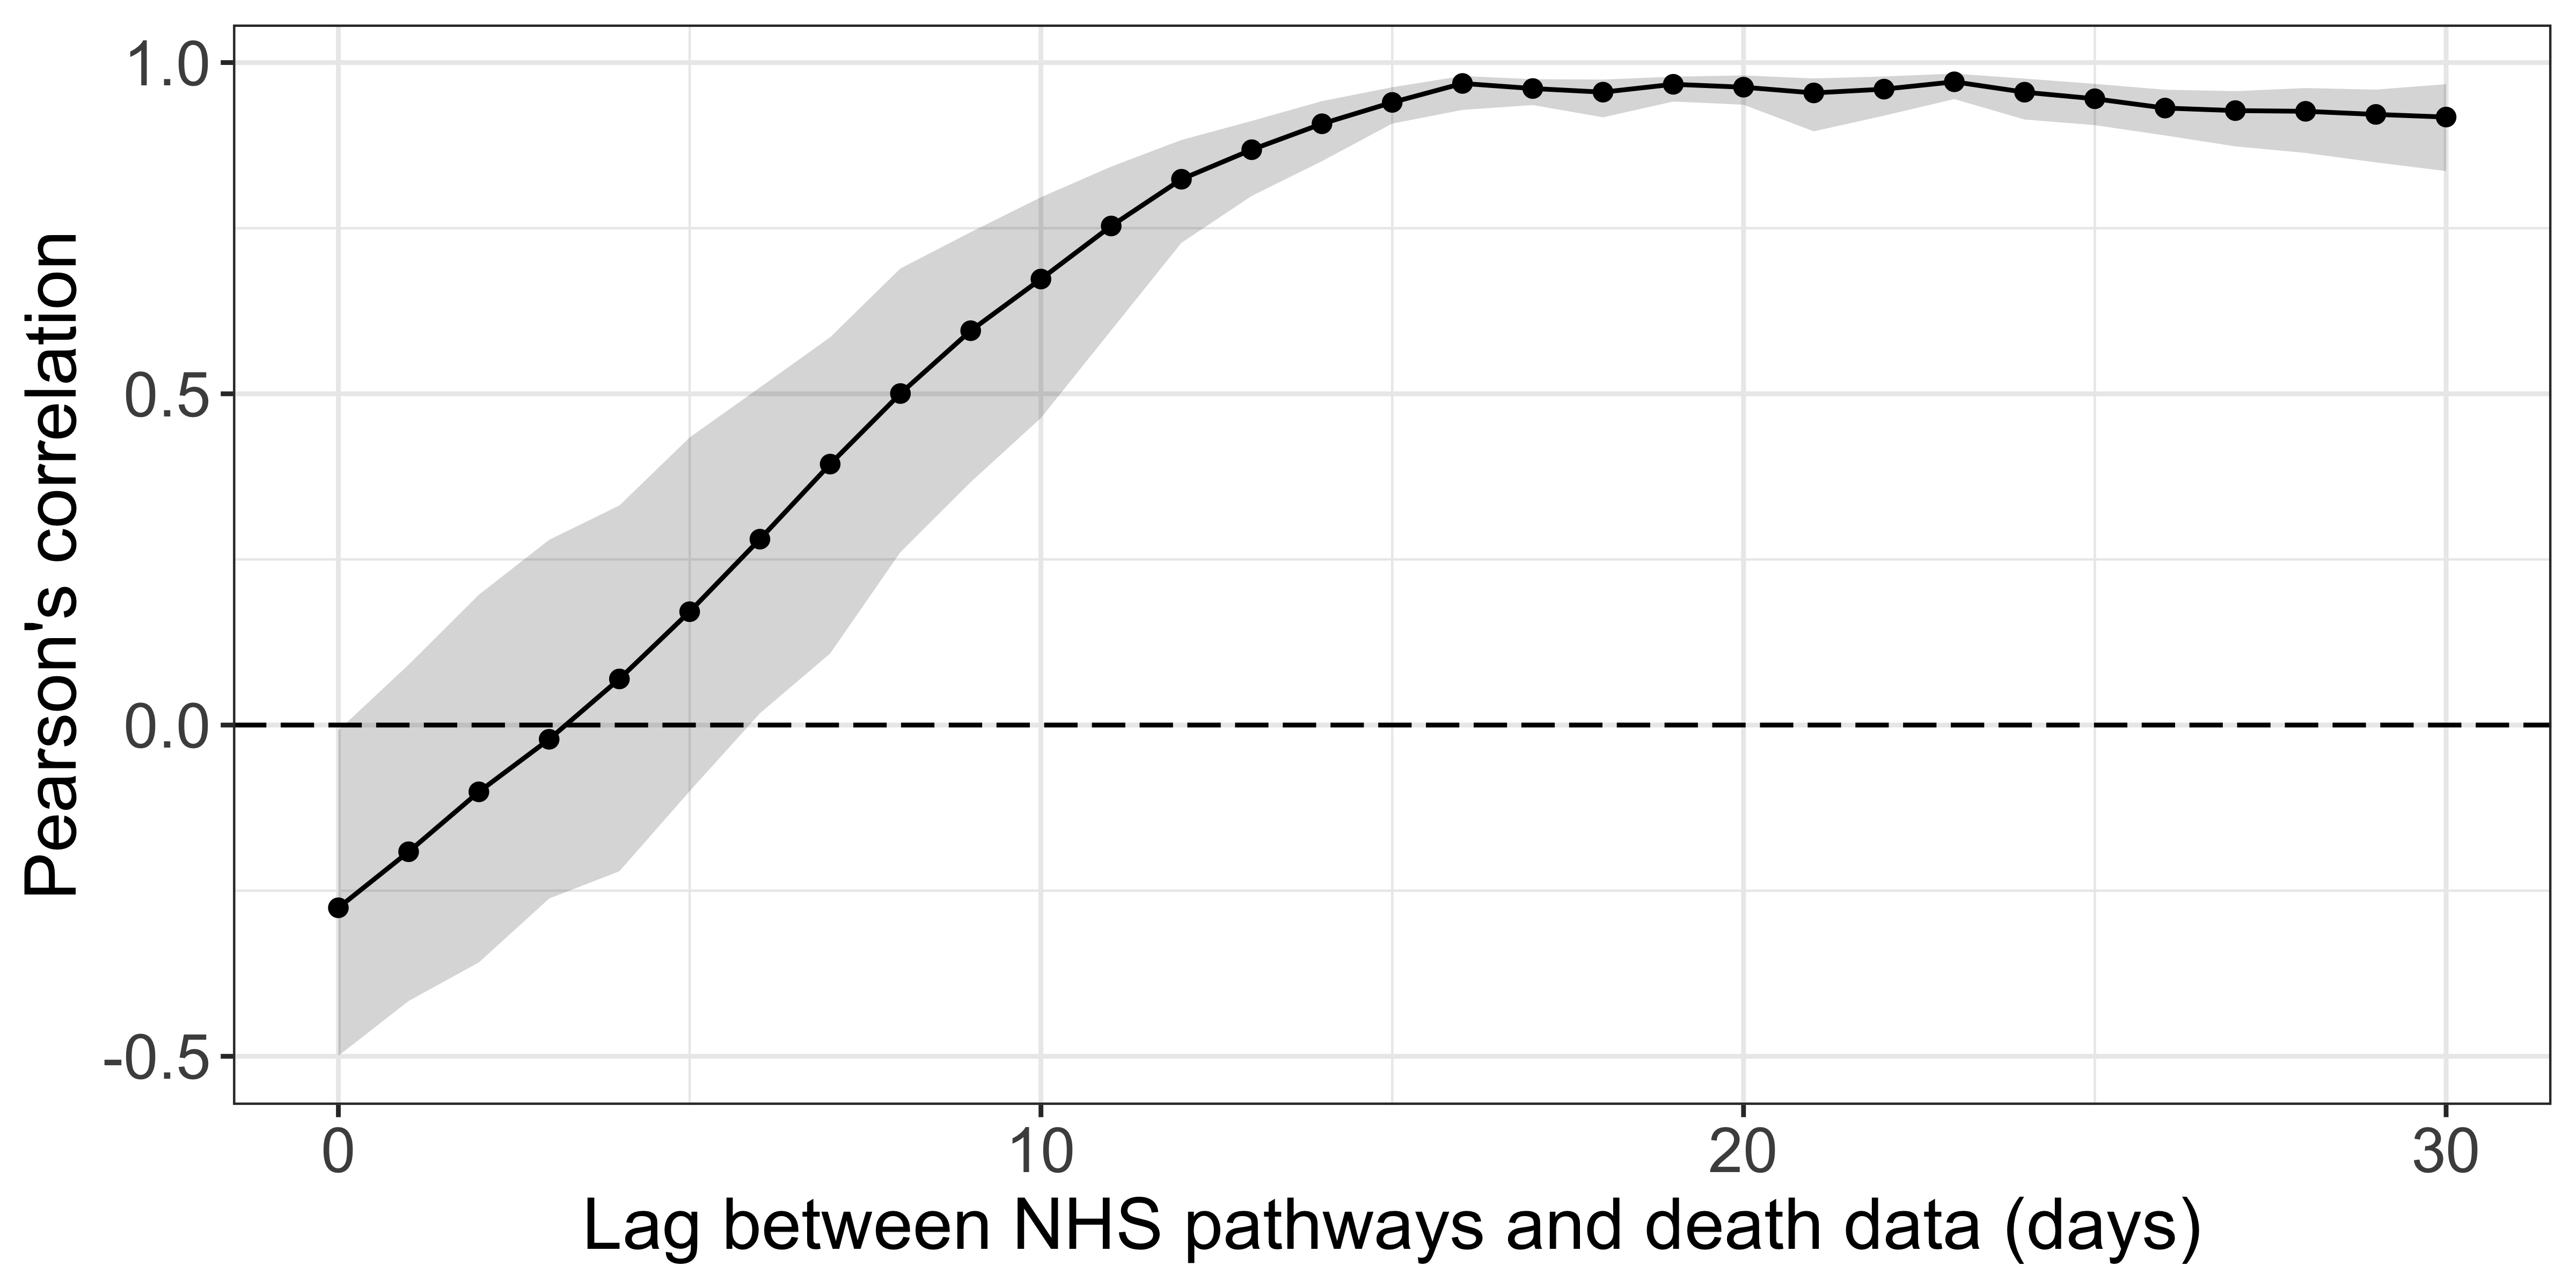 Pearson's correlation
1.0
0.5
0.0
-0.5
0 10 20 30
Lag between NHS pathways and death data (days)